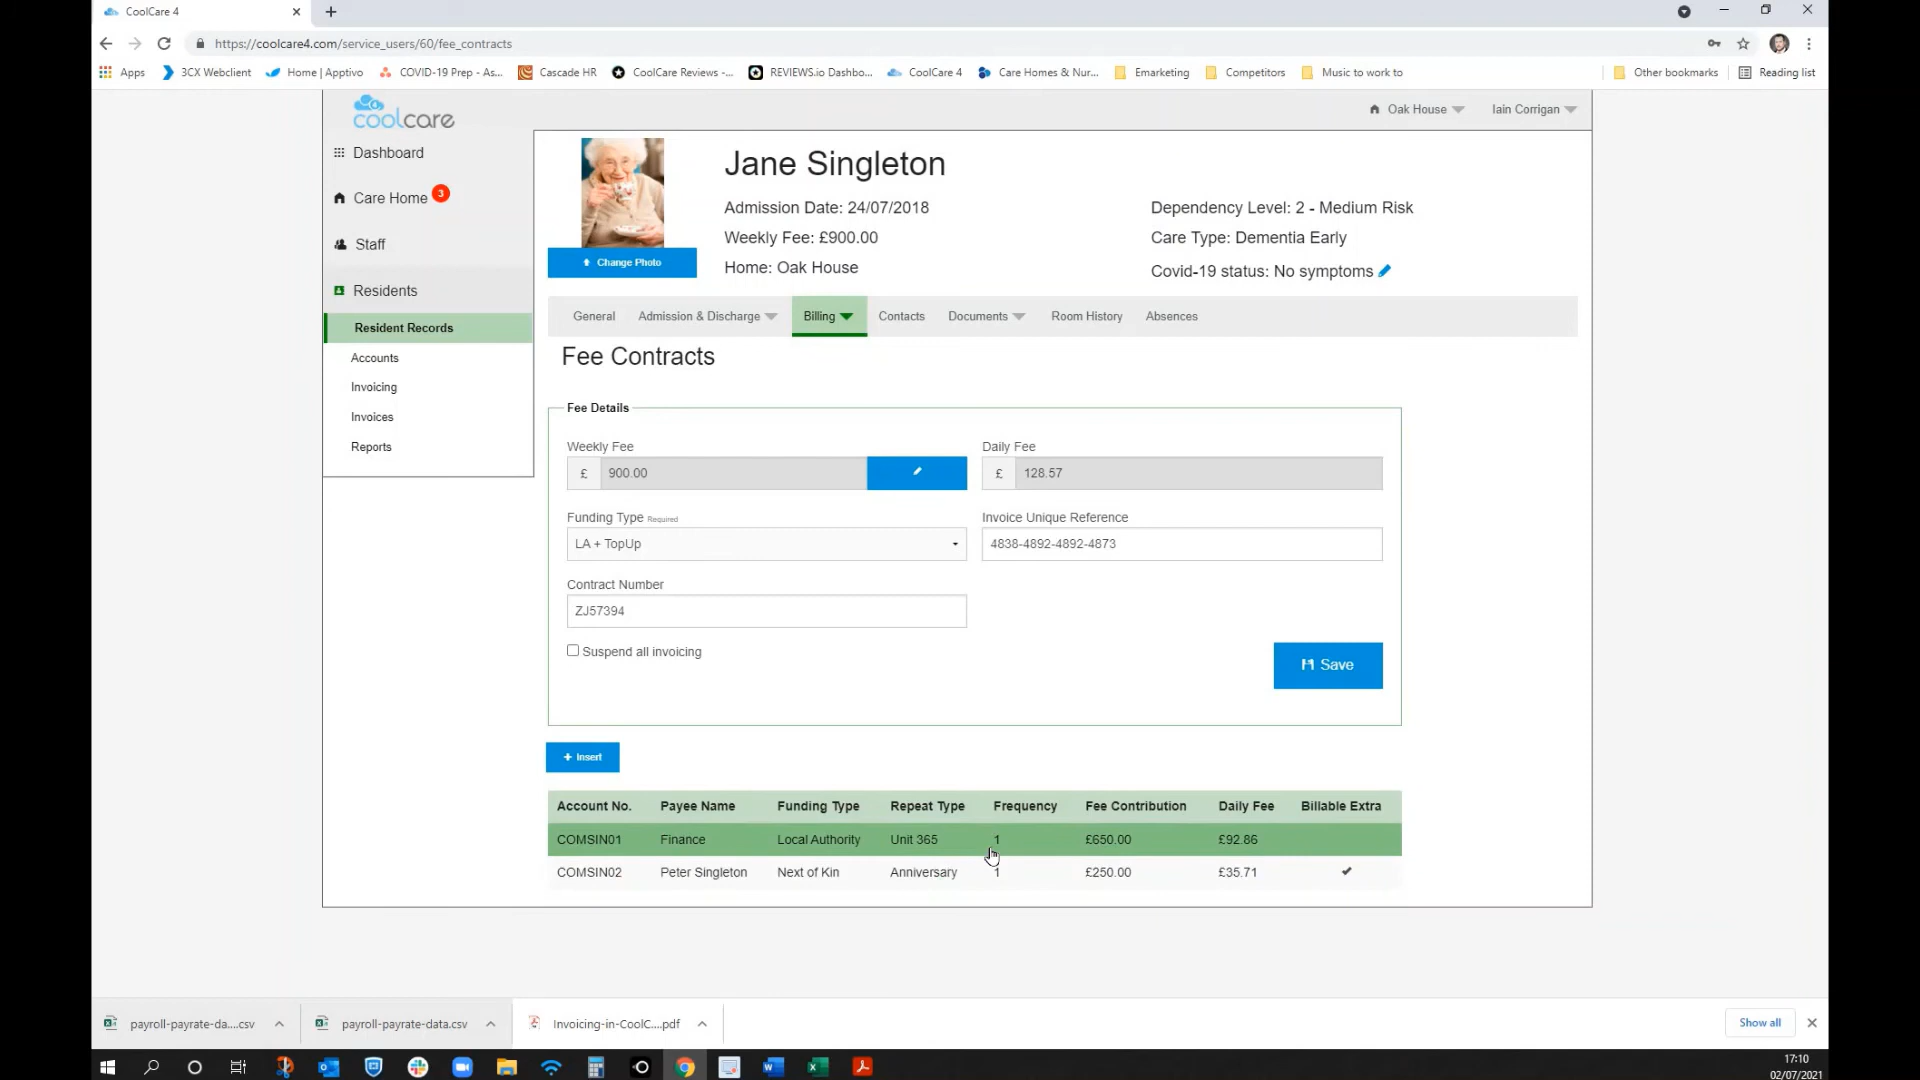 CoolCare 4
https://coolcare4.com/service_users/60/fee_contracts
Apps 3CX Webclient Home | Apptivo COVID-19 Prep - As... Cascade HR CoolCare Reviews -... REVIEWS.io Dashbo... CoolCare 4 Care Homes & Nur... Emarketing Competitors Music to work to Other bookmarks Reading list
coolcare
Oak House Iain Corrigan
Dashboard
Care Home 3
Staff
Residents
Resident Records
Accounts
Invoicing
Invoices
Reports
Change Photo
Jane Singleton
Admission Date: 24/07/2018
Weekly Fee: £900.00
Home: Oak House
Dependency Level: 2 - Medium Risk
Care Type: Dementia Early
Covid-19 status: No symptoms
General Admission & Discharge Billing Contacts Documents Room History Absences
Fee Contracts
Fee Details
Weekly Fee Daily Fee
£ 900.00 £ 128.57
Funding Type Required Invoice Unique Reference
LA + TopUp 4838-4892-4892-4873
Contract Number
ZJ57394
Suspend all invoicing
Save
+ Insert
Account No. Payee Name Funding Type Repeat Type Frequency Fee Contribution Daily Fee Billable Extra
COMSIN01 Finance Local Authority Unit 365 1 £650.00 £92.86
COMSIN02 Peter Singleton Next of Kin Anniversary 1 £250.00 £35.71
payroll-payrate-da....csv payroll-payrate-data.csv Invoicing-in-CoolC....pdf Show all
17:10
02/07/2021